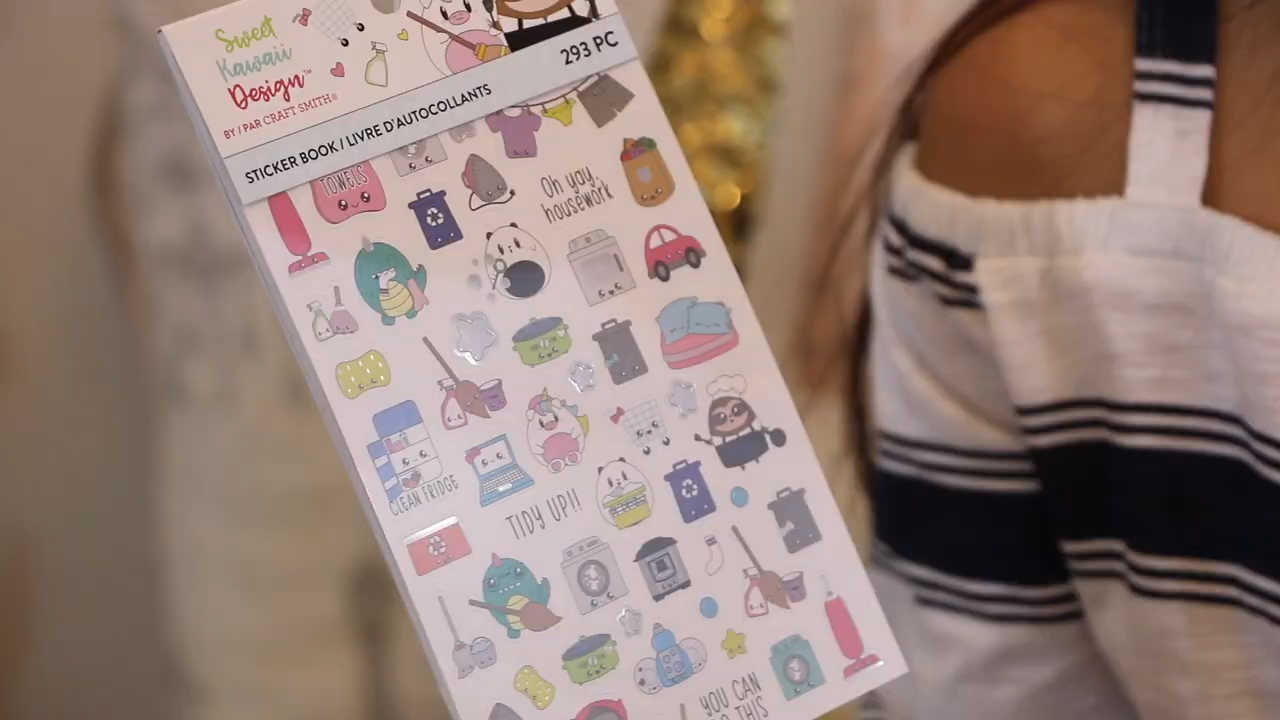 Sweet
Kawaii
Design™
BY / PAR CRAFT SMITH®
293 PC
STICKER BOOK / LIVRE D'AUTOCOLLANTS
TOWELS
Oh yay,
housework
CLEAN FRIDGE
TIDY UP!!
YOU CAN
DO THIS